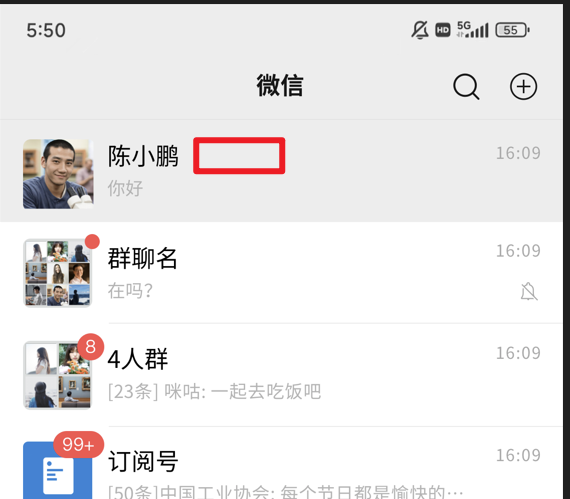 5:50
HD 5G 55
微信
陈小鹏 16:09
你好
群聊名 16:09
在吗?
8
4人群 16:09
[23条] 咪咕: 一起去吃饭吧
99+
订阅号 16:09
[50条]中国工业协会: 每个节日都是愉快的…